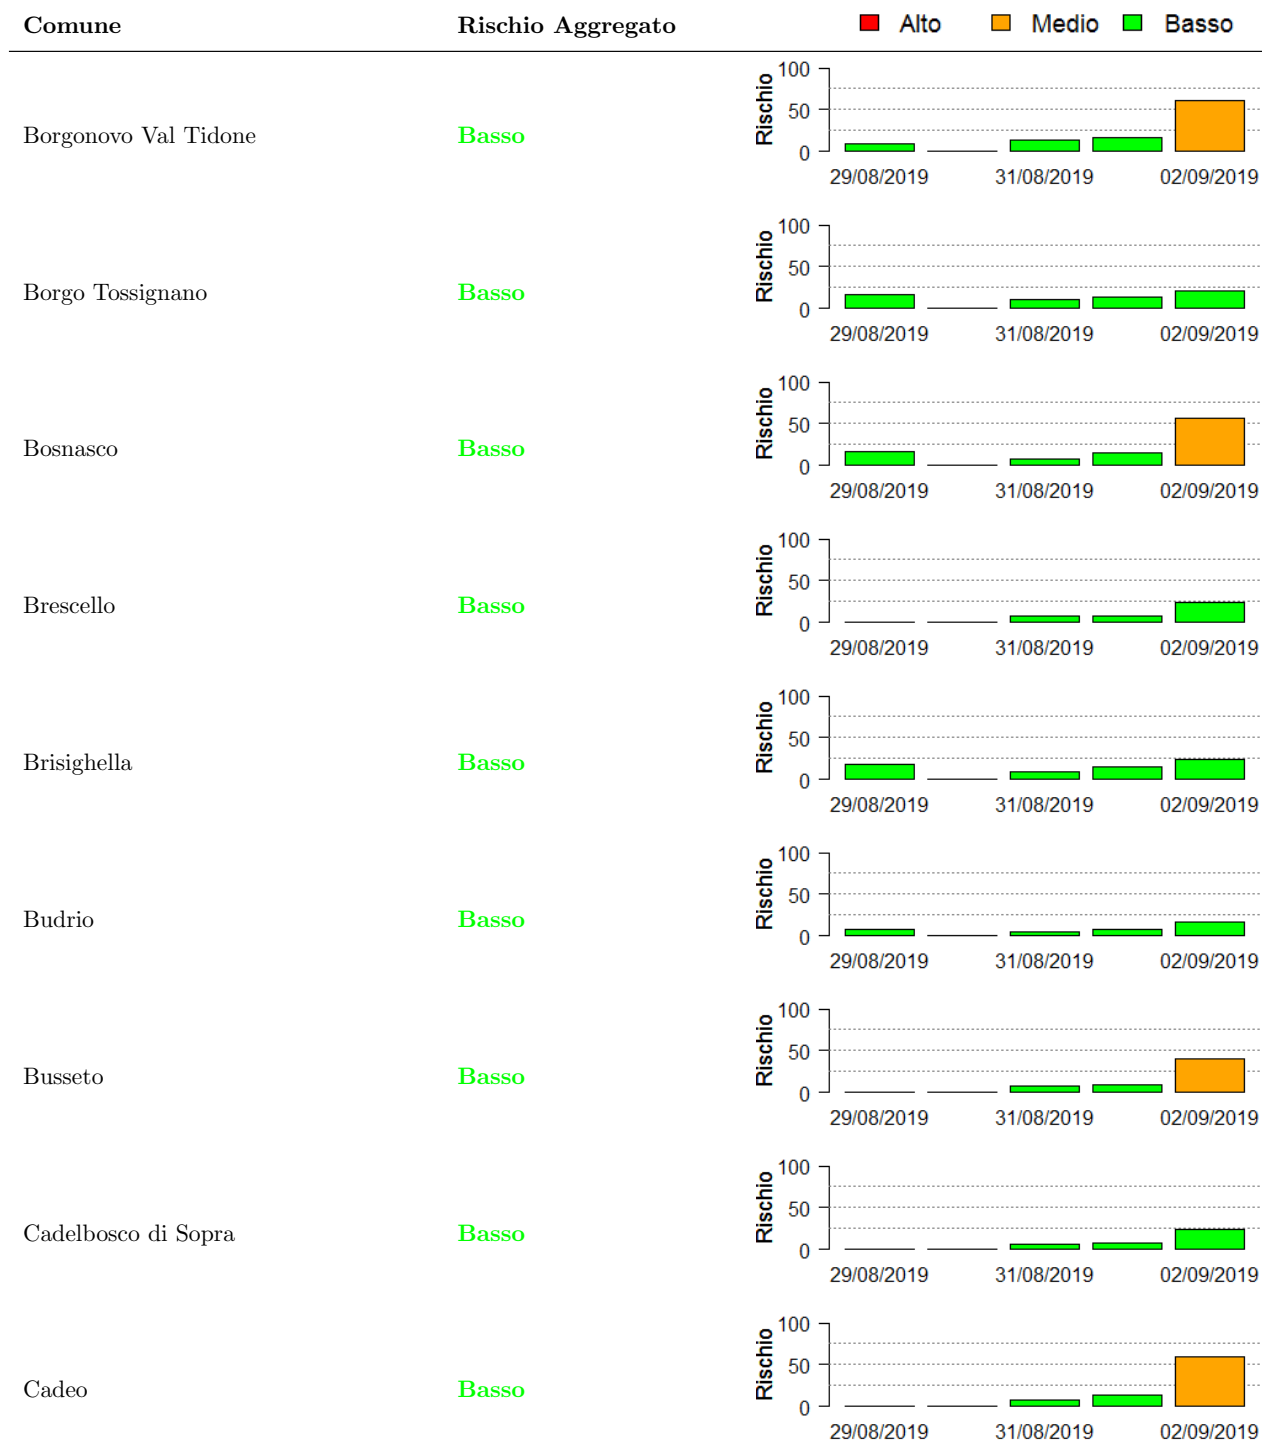 Comune Rischio Aggregato Alto Medio Basso
Borgonovo Val Tidone Basso
Rischio
100
50
0
29/08/2019 31/08/2019 02/09/2019
Borgo Tossignano Basso
Rischio
100
50
0
29/08/2019 31/08/2019 02/09/2019
Bosnasco Basso
Rischio
100
50
0
29/08/2019 31/08/2019 02/09/2019
Brescello Basso
Rischio
100
50
0
29/08/2019 31/08/2019 02/09/2019
Brisighella Basso
Rischio
100
50
0
29/08/2019 31/08/2019 02/09/2019
Budrio Basso
Rischio
100
50
0
29/08/2019 31/08/2019 02/09/2019
Busseto Basso
Rischio
100
50
0
29/08/2019 31/08/2019 02/09/2019
Cadelbosco di Sopra Basso
Rischio
100
50
0
29/08/2019 31/08/2019 02/09/2019
Cadeo Basso
Rischio
100
50
0
29/08/2019 31/08/2019 02/09/2019